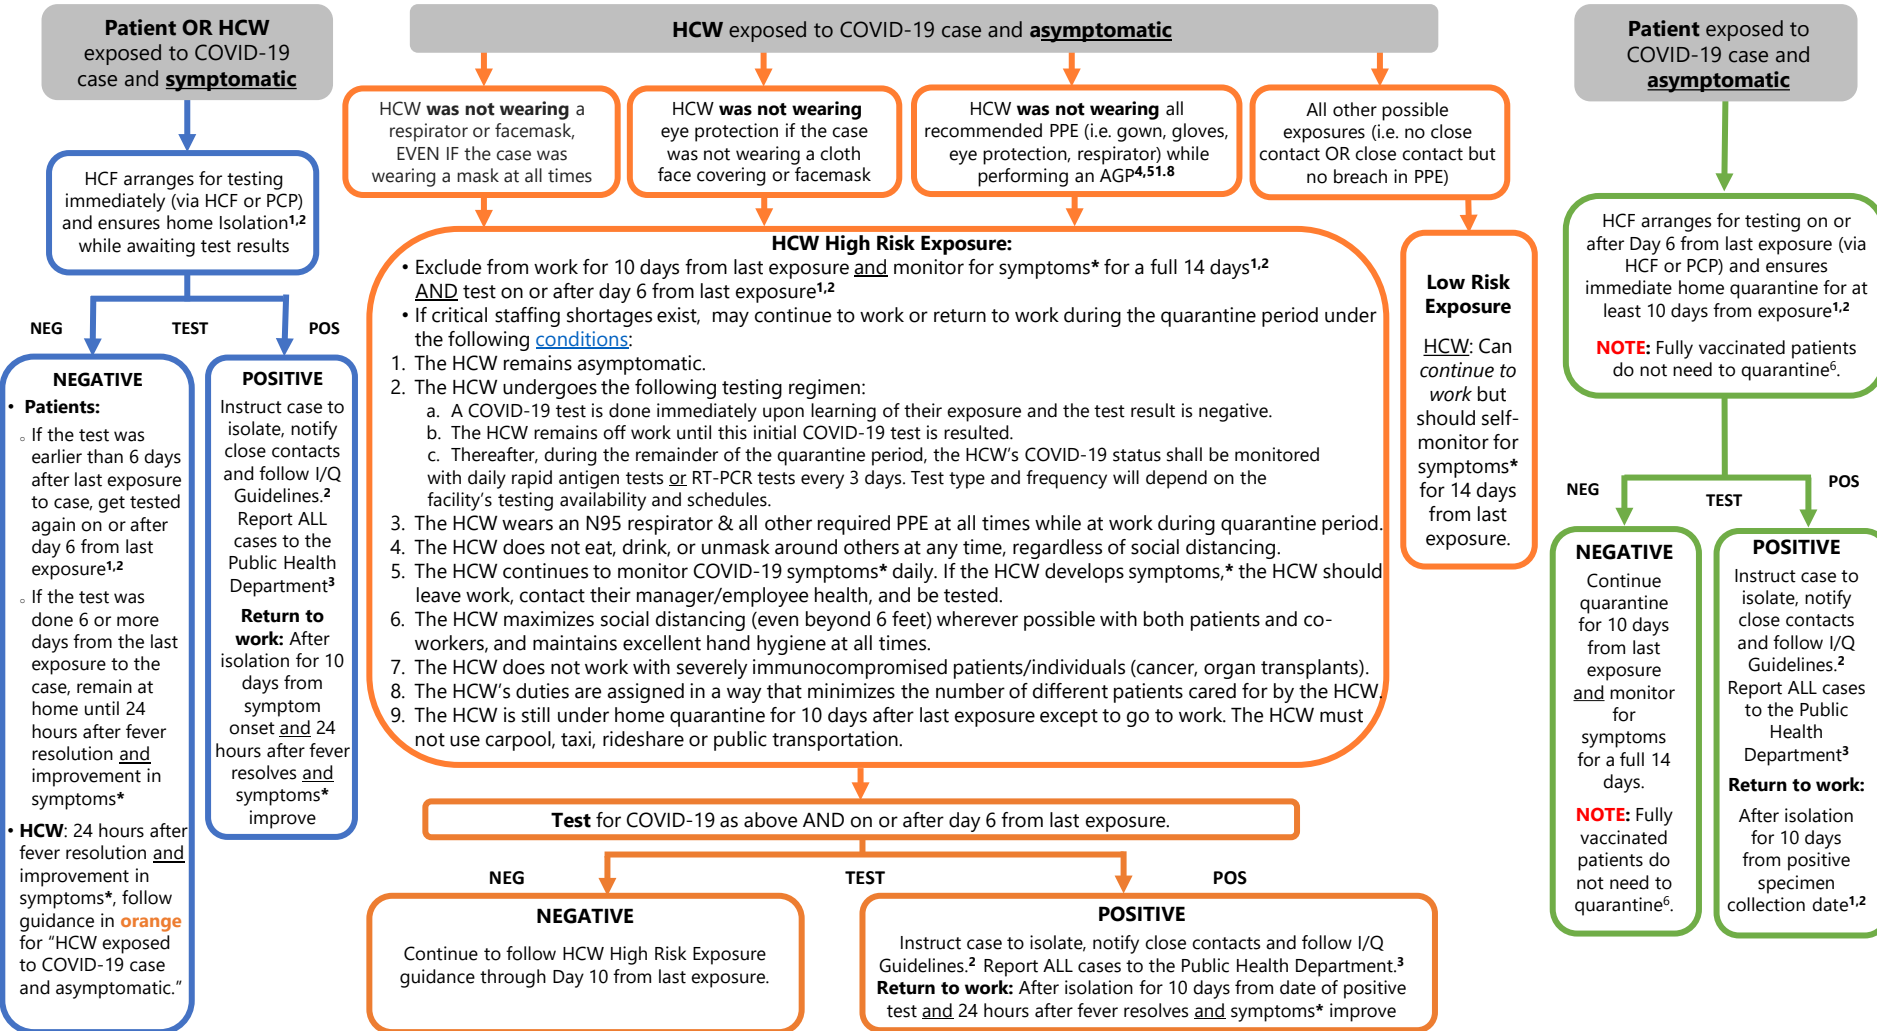 Patient OR HCW
exposed to COVID-19
case and symptomatic
HCF arranges for testing
immediately (via HCF or PCP)
and ensures home Isolation1,2
while awaiting test results
NEG
TEST
POS
NEGATIVE
• Patients:
○ If the test was
earlier than 6 days
after last exposure
to case, get tested
again on or after
day 6 from last
exposure1,2
○ If the test was
done 6 or more
days from the last
exposure to the
case, remain at
home until 24
hours after fever
resolution and
improvement in
symptoms*
• HCW: 24 hours after
fever resolution and
improvement in
symptoms*, follow
guidance in orange
for “HCW exposed
to COVID-19 case
and asymptomatic.”
POSITIVE
Instruct case to
isolate, notify
close contacts
and follow I/Q
Guidelines.2
Report ALL
cases to the
Public Health
Department3
Return to
work: After
isolation for 10
days from
symptom
onset and 24
hours after fever
resolves and
symptoms*
improve
HCW exposed to COVID-19 case and asymptomatic
HCW was not wearing a
respirator or facemask,
EVEN IF the case was
wearing a mask at all times
HCW was not wearing
eye protection if the case
was not wearing a cloth
face covering or facemask
HCW was not wearing all
recommended PPE (i.e. gown, gloves,
eye protection, respirator) while
performing an AGP4,51.8
All other possible
exposures (i.e. no close
contact OR close contact but
no breach in PPE)
HCW High Risk Exposure:
• Exclude from work for 10 days from last exposure and monitor for symptoms* for a full 14 days1,2
AND test on or after day 6 from last exposure1,2
• If critical staffing shortages exist, may continue to work or return to work during the quarantine period under
the following conditions:
1. The HCW remains asymptomatic.
2. The HCW undergoes the following testing regimen:
a. A COVID-19 test is done immediately upon learning of their exposure and the test result is negative.
b. The HCW remains off work until this initial COVID-19 test is resulted.
c. Thereafter, during the remainder of the quarantine period, the HCW’s COVID-19 status shall be monitored
with daily rapid antigen tests or RT-PCR tests every 3 days. Test type and frequency will depend on the
facility’s testing availability and schedules.
3. The HCW wears an N95 respirator & all other required PPE at all times while at work during quarantine period.
4. The HCW does not eat, drink, or unmask around others at any time, regardless of social distancing.
5. The HCW continues to monitor COVID-19 symptoms* daily. If the HCW develops symptoms,* the HCW should
leave work, contact their manager/employee health, and be tested.
6. The HCW maximizes social distancing (even beyond 6 feet) wherever possible with both patients and co-
workers, and maintains excellent hand hygiene at all times.
7. The HCW does not work with severely immunocompromised patients/individuals (cancer, organ transplants).
8. The HCW’s duties are assigned in a way that minimizes the number of different patients cared for by the HCW.
9. The HCW is still under home quarantine for 10 days after last exposure except to go to work. The HCW must
not use carpool, taxi, rideshare or public transportation.
Low Risk
Exposure
HCW: Can
continue to
work but
should self-
monitor for
symptoms*
for 14 days
from last
exposure.
Test for COVID-19 as above AND on or after day 6 from last exposure.
NEG
TEST
POS
NEGATIVE
Continue to follow HCW High Risk Exposure
guidance through Day 10 from last exposure.
POSITIVE
Instruct case to isolate, notify close contacts and follow I/Q
Guidelines.2 Report ALL cases to the Public Health Department.3
Return to work: After isolation for 10 days from date of positive
test and 24 hours after fever resolves and symptoms* improve
Patient exposed to
COVID-19 case and
asymptomatic
HCF arranges for testing on or
after Day 6 from last exposure (via
HCF or PCP) and ensures
immediate home quarantine for at
least 10 days from exposure1,2
NOTE: Fully vaccinated patients
do not need to quarantine6.
NEG
TEST
POS
NEGATIVE
Continue
quarantine
for 10 days
from last
exposure
and monitor
for
symptoms
for a full 14
days.
NOTE: Fully
vaccinated
patients do
not need to
quarantine6.
POSITIVE
Instruct case to
isolate, notify
close contacts
and follow I/Q
Guidelines.2
Report ALL cases
to the Public
Health
Department3
Return to work:
After isolation
for 10 days
from positive
specimen
collection date1,2